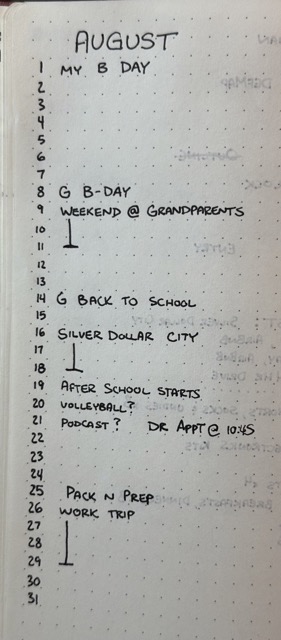 AUGUST
1 MY B DAY
2
3
4
5
6
7
8 G B-DAY
9 WEEKEND @ GRANDPARENTS
10
11
12
13
14 G BACK TO SCHOOL
15
16 SILVER DOLLAR CITY
17
18
19 AFTER SCHOOL STARTS
20 VOLLEYBALL?
21 PODCAST? DR APPT @ 10:45
22
23
24
25 PACK N PREP
26 WORK TRIP
27
28
29
30
31